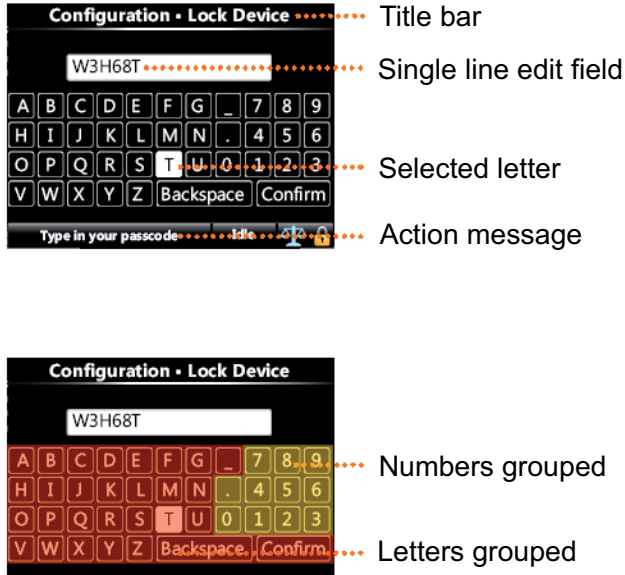 Configuration • Lock Device
Title bar
W3H68T
Single line edit field
A B C D E F G _ 7 8 9
H I J K L M N . 4 5 6
O P Q R S T U 0 1 2 3
Selected letter
V W X Y Z Backspace Confirm
Type in your passcode Idle
Action message
Configuration • Lock Device
W3H68T
A B C D E F G _ 7 8 9
Numbers grouped
H I J K L M N . 4 5 6
O P Q R S T U 0 1 2 3
V W X Y Z Backspace Confirm
Letters grouped